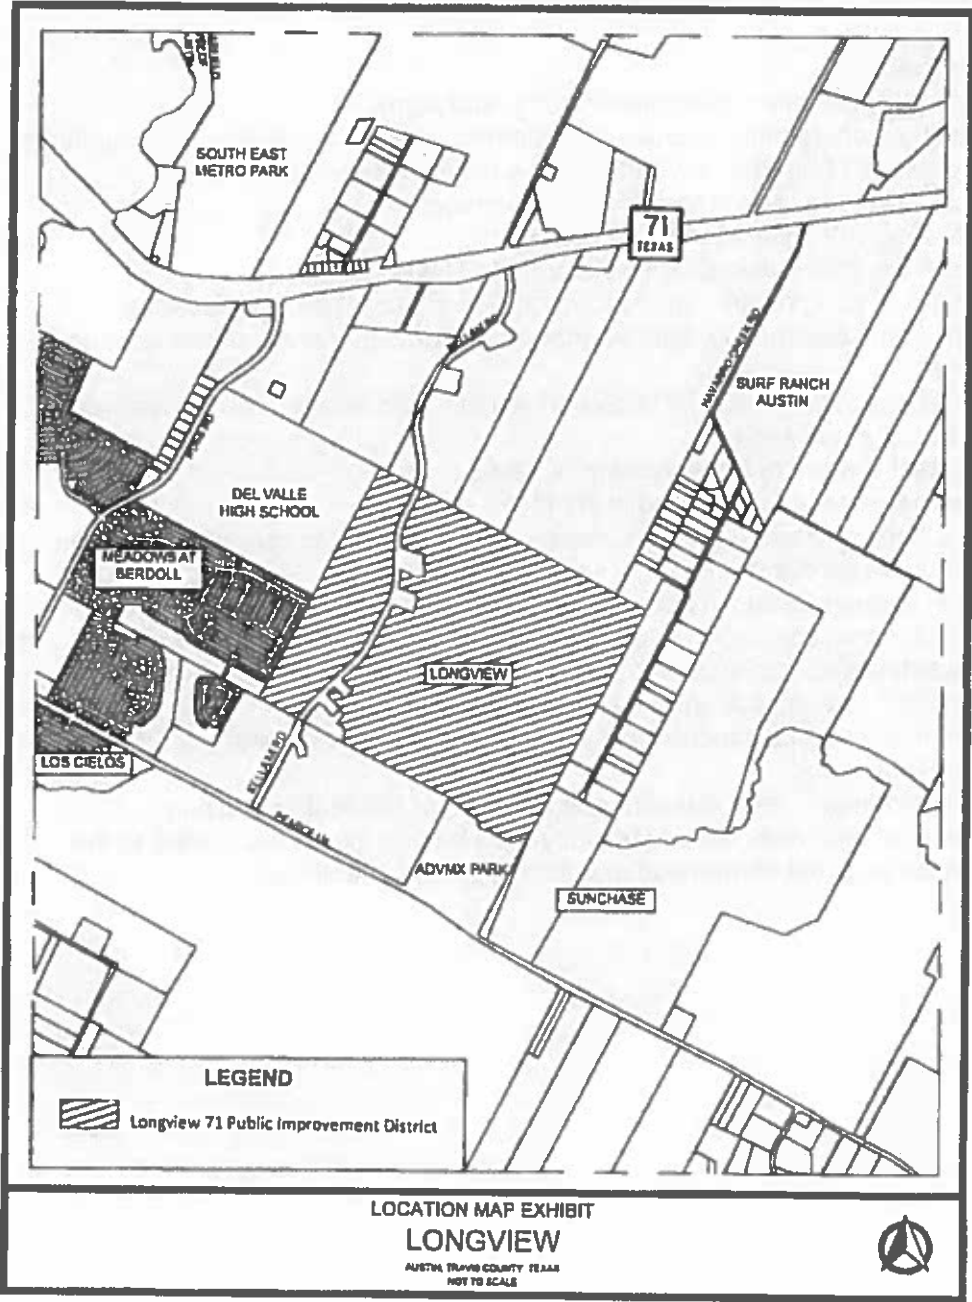 SOUTH EAST
METRO PARK
71
TEXAS
SURF RANCH
AUSTIN
DEL VALLE
HIGH SCHOOL
MEADOWS AT
BERDOLL
LONGVIEW
LOS CIELOS
PEARCE LN
ADVMX PARK
SUNCHASE
LEGEND
Longview 71 Public Improvement District
LOCATION MAP EXHIBIT
LONGVIEW
AUSTIN, TRAVIS COUNTY TEXAS
NOT TO SCALE